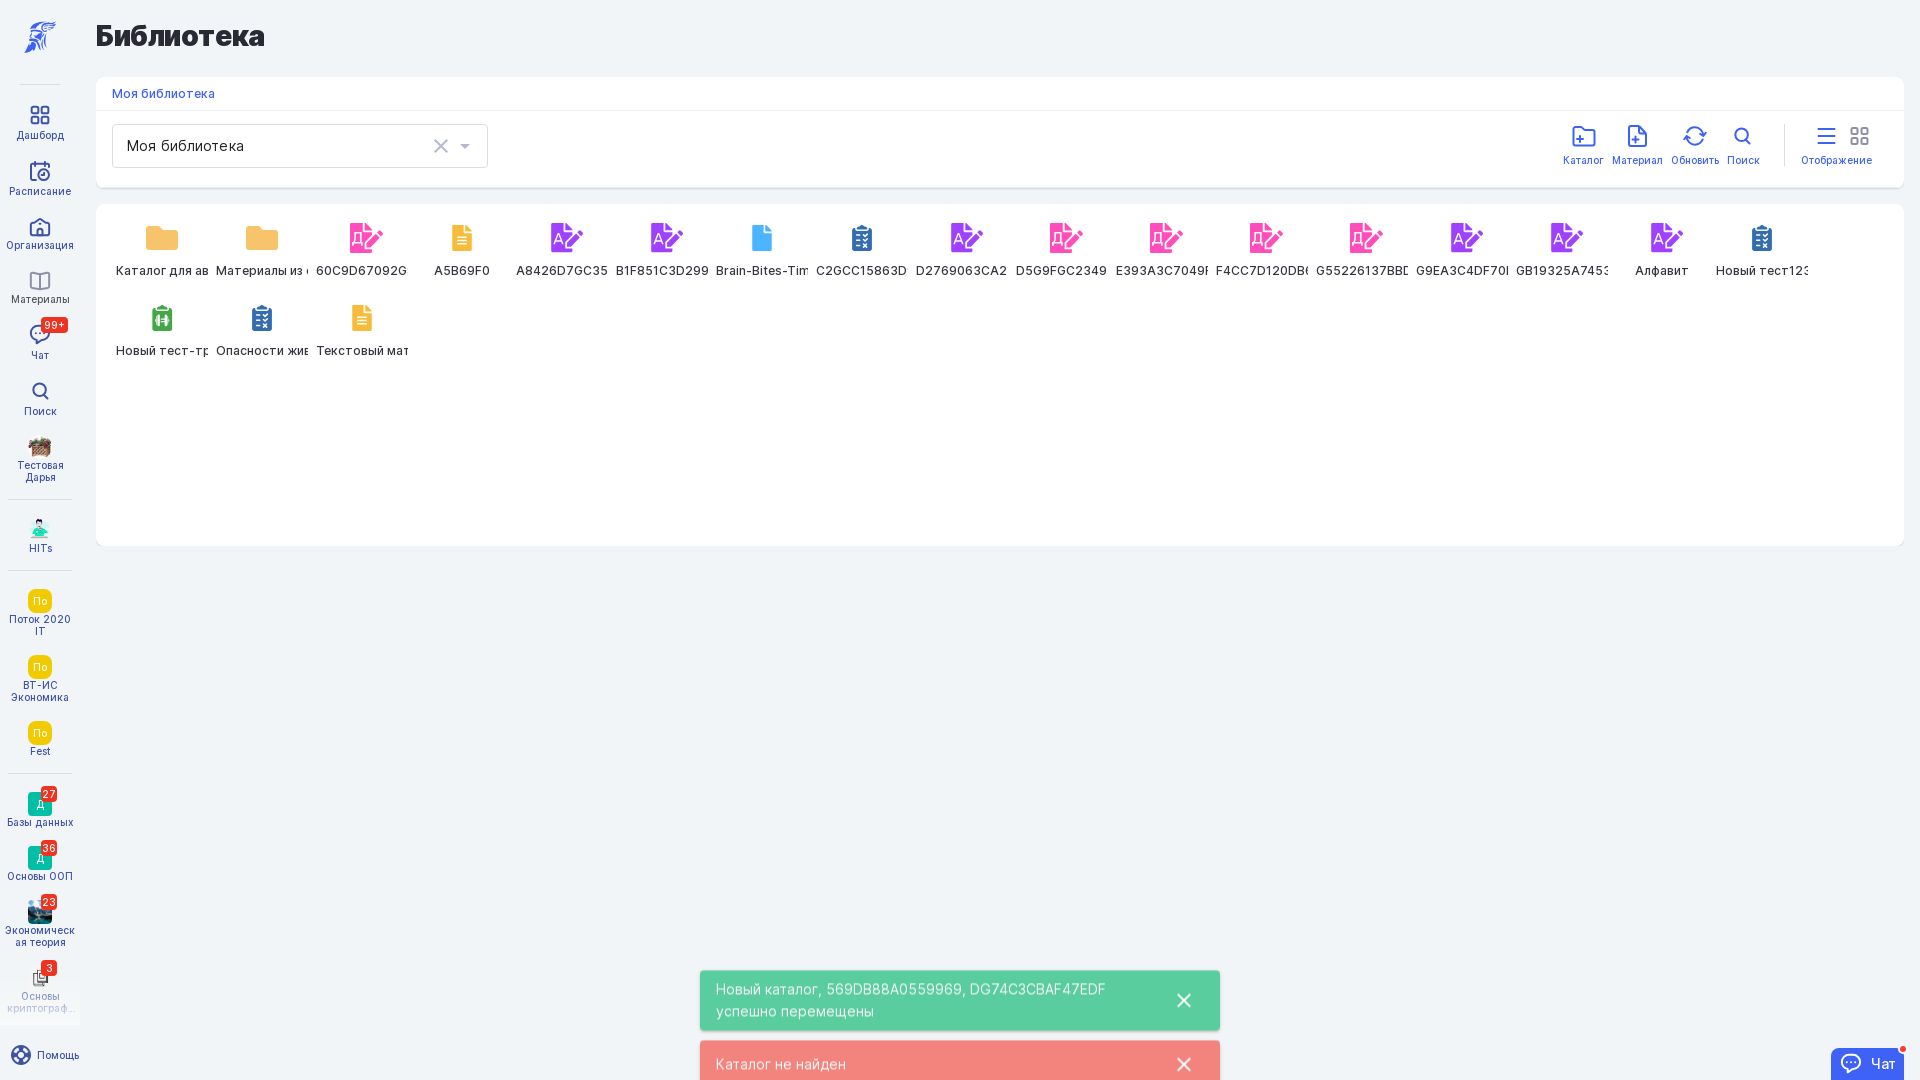 Библиотека
Моя библиотека
Моя библиотека
Каталог
Материал
Обновить
Поиск
Отображение
Дашборд
Расписание
Организация
Материалы
99+
Чат
Поиск
Тестовая
Дарья
HITs
По
Поток 2020
IT
По
ВТ-ИС
Экономика
По
Fest
27
Д
Базы данных
36
Д
Основы ООП
23
Экономическ
ая теория
3
Основы
криптограф...
Помощь
Каталог для ав
Материалы из
60C9D67092G
A5B69F0
A8426D7GC35
B1F851C3D299
Brain-Bites-Tim
C2GCC15863D
D2769063CA2
D5G9FGC2349
E393A3C7049F
F4CC7D120DB6
G55226137BBD
G9EA3C4DF70
GB19325A7453
Алфавит
Новый тест123
Новый тест-тр
Опасности жив
Текстовый мат
Новый каталог, 569DB88A0559969, DG74C3CBAF47EDF
успешно перемещены
Каталог не найден
Чат